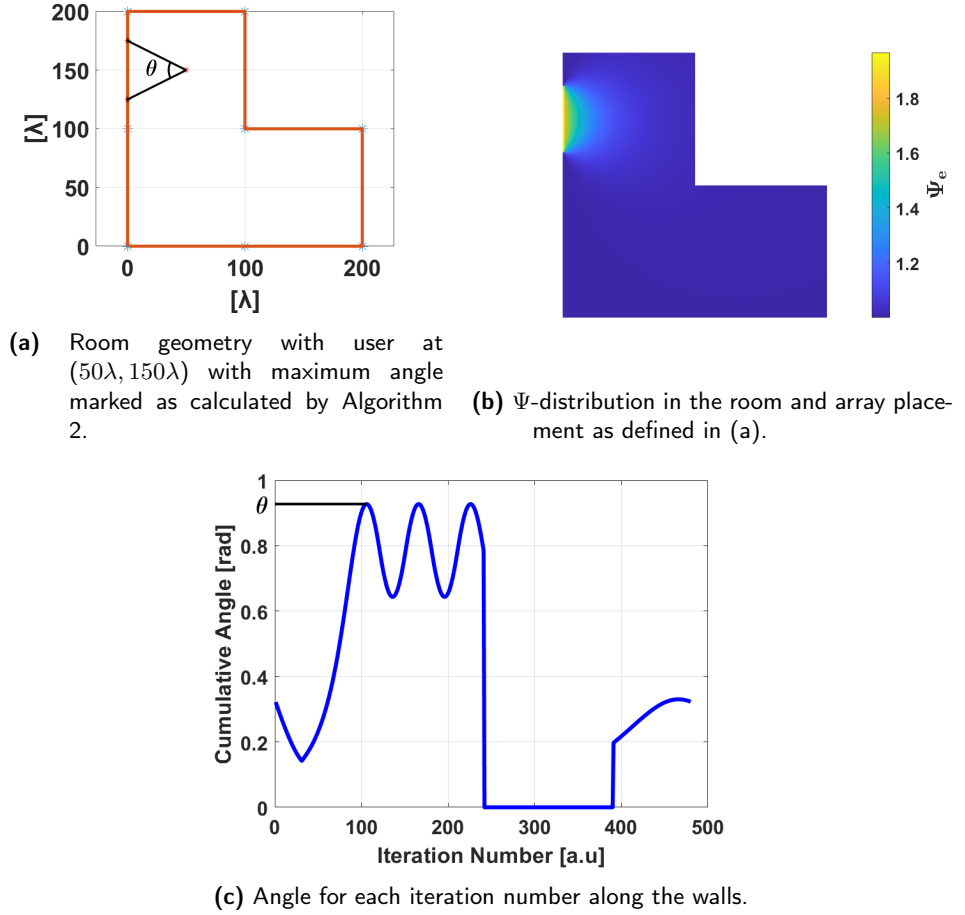 200
150
100
50
0
[λ]
θ
0 100 200
[λ]
(a) Room geometry with user at
(50λ, 150λ) with maximum angle
marked as calculated by Algorithm
2.
1.8
1.6
1.4
1.2
Ψe
(b) Ψ-distribution in the room and array place-
ment as defined in (a).
1
θ
0.8
0.6
0.4
0.2
0
Cumulative Angle [rad]
0 100 200 300 400 500
Iteration Number [a.u]
(c) Angle for each iteration number along the walls.